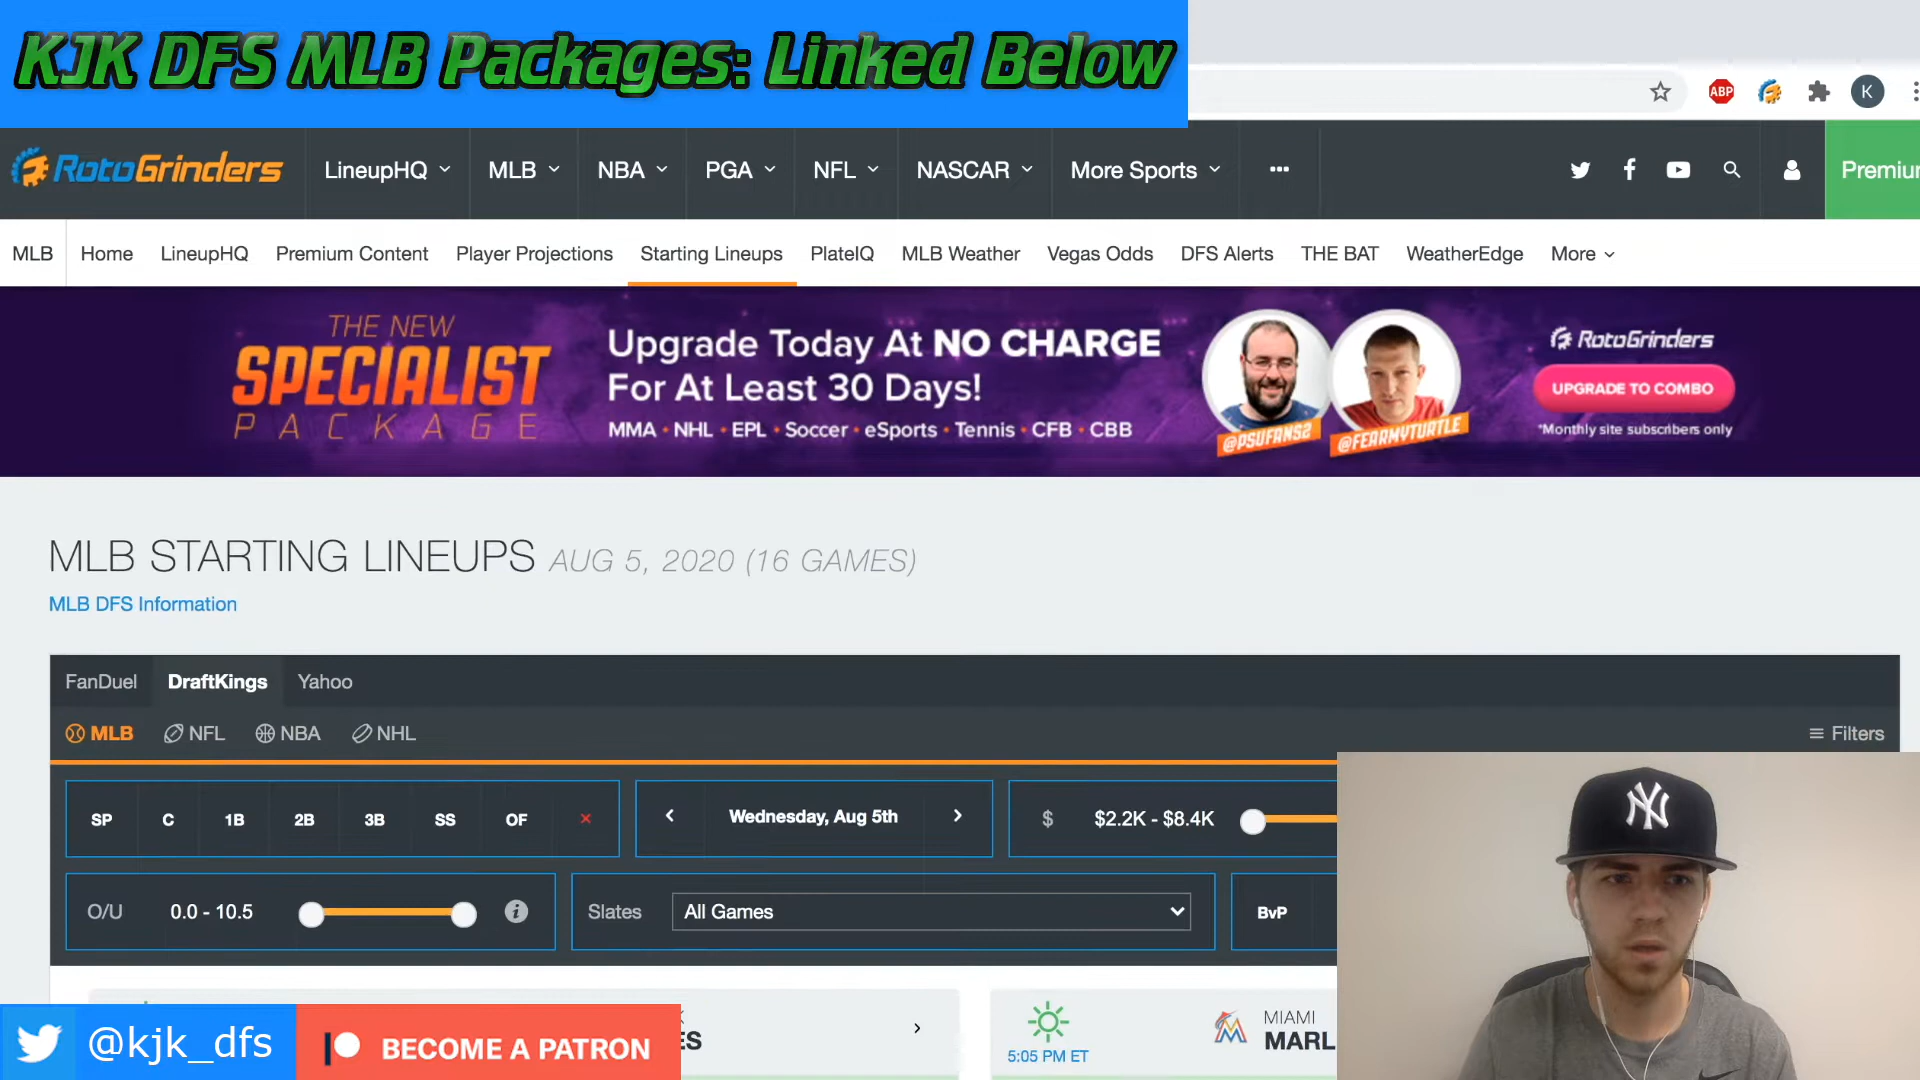 KJK DFS MLB Packages: Linked Below
ABP
K
RotoGrinders
LineupHQ
MLB
NBA
PGA
NFL
NASCAR
More Sports
Premium
MLB
Home
LineupHQ
Premium Content
Player Projections
Starting Lineups
PlateIQ
MLB Weather
Vegas Odds
DFS Alerts
THE BAT
WeatherEdge
More
THE NEW
SPECIALIST
PACKAGE
Upgrade Today At NO CHARGE
For At Least 30 Days!
MMA • NHL • EPL • Soccer • eSports • Tennis • CFB • CBB
@PSUFANS2
@FEARMYTURTLE
RotoGrinders
UPGRADE TO COMBO
*Monthly site subscribers only
MLB STARTING LINEUPS AUG 5, 2020 (16 GAMES)
MLB DFS Information
FanDuel
DraftKings
Yahoo
MLB
NFL
NBA
NHL
Filters
SP
C
1B
2B
3B
SS
OF
Wednesday, Aug 5th
$
$2.2K - $8.4K
O/U
0.0 - 10.5
Slates
All Games
BvP
5:05 PM ET
MIAMI
MARL
ES
@kjk_dfs
BECOME A PATRON
NY